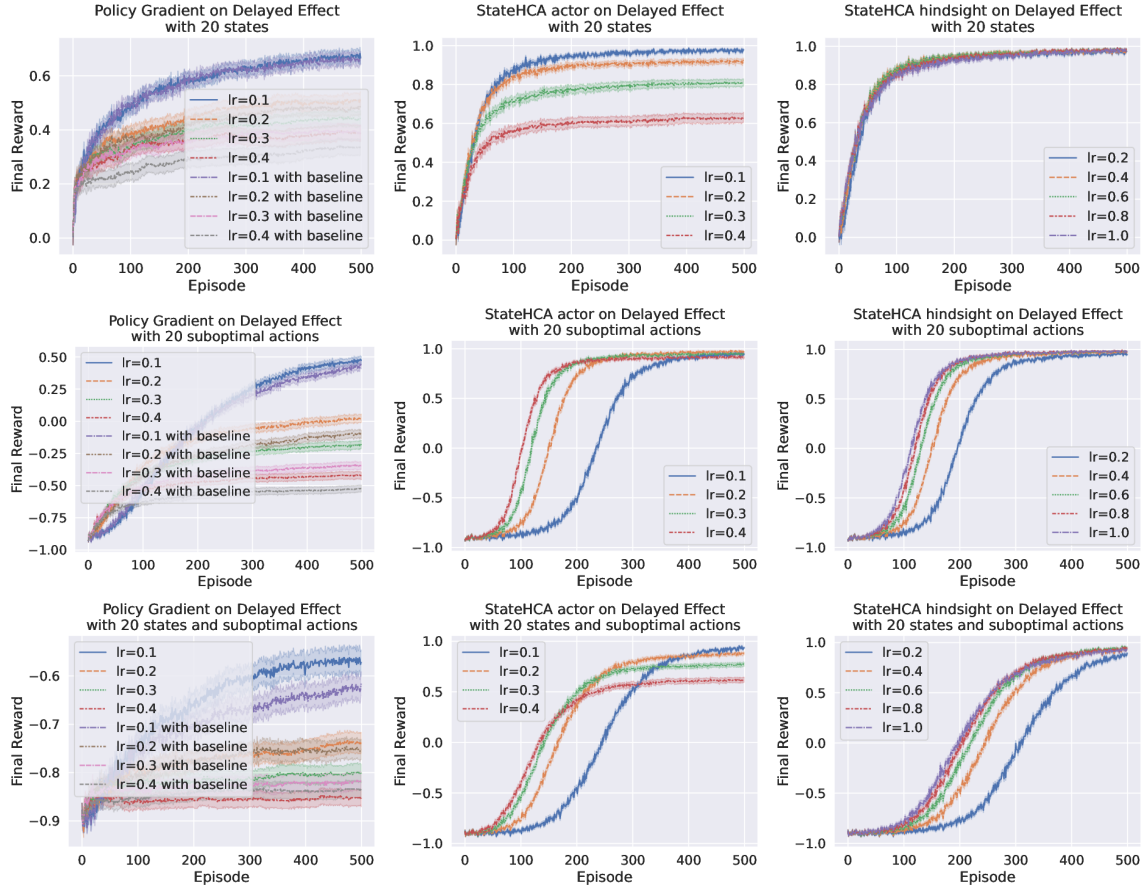 Policy Gradient on Delayed Effect
with 20 states
Final Reward
0.6
0.4
0.2
0.0
lr=0.1
lr=0.2
lr=0.3
lr=0.4
lr=0.1 with baseline
lr=0.2 with baseline
lr=0.3 with baseline
lr=0.4 with baseline
0 100 200 300 400 500
Episode
StateHCA actor on Delayed Effect
with 20 states
Final Reward
1.0
0.8
0.6
0.4
0.2
0.0
lr=0.1
lr=0.2
lr=0.3
lr=0.4
0 100 200 300 400 500
Episode
StateHCA hindsight on Delayed Effect
with 20 states
Final Reward
1.0
0.8
0.6
0.4
0.2
0.0
lr=0.2
lr=0.4
lr=0.6
lr=0.8
lr=1.0
0 100 200 300 400 500
Episode
Policy Gradient on Delayed Effect
with 20 suboptimal actions
Final Reward
0.50
0.25
0.00
−0.25
−0.50
−0.75
−1.00
lr=0.1
lr=0.2
lr=0.3
lr=0.4
lr=0.1 with baseline
lr=0.2 with baseline
lr=0.3 with baseline
lr=0.4 with baseline
0 100 200 300 400 500
Episode
StateHCA actor on Delayed Effect
with 20 suboptimal actions
Final Reward
1.0
0.5
0.0
−0.5
−1.0
lr=0.1
lr=0.2
lr=0.3
lr=0.4
0 100 200 300 400 500
Episode
StateHCA hindsight on Delayed Effect
with 20 suboptimal actions
Final Reward
1.0
0.5
0.0
−0.5
−1.0
lr=0.2
lr=0.4
lr=0.6
lr=0.8
lr=1.0
0 100 200 300 400 500
Episode
Policy Gradient on Delayed Effect
with 20 states and suboptimal actions
Final Reward
−0.6
−0.7
−0.8
−0.9
lr=0.1
lr=0.2
lr=0.3
lr=0.4
lr=0.1 with baseline
lr=0.2 with baseline
lr=0.3 with baseline
lr=0.4 with baseline
0 100 200 300 400 500
Episode
StateHCA actor on Delayed Effect
with 20 states and suboptimal actions
Final Reward
1.0
0.5
0.0
−0.5
−1.0
lr=0.1
lr=0.2
lr=0.3
lr=0.4
0 100 200 300 400 500
Episode
StateHCA hindsight on Delayed Effect
with 20 states and suboptimal actions
Final Reward
1.0
0.5
0.0
−0.5
−1.0
lr=0.2
lr=0.4
lr=0.6
lr=0.8
lr=1.0
0 100 200 300 400 500
Episode